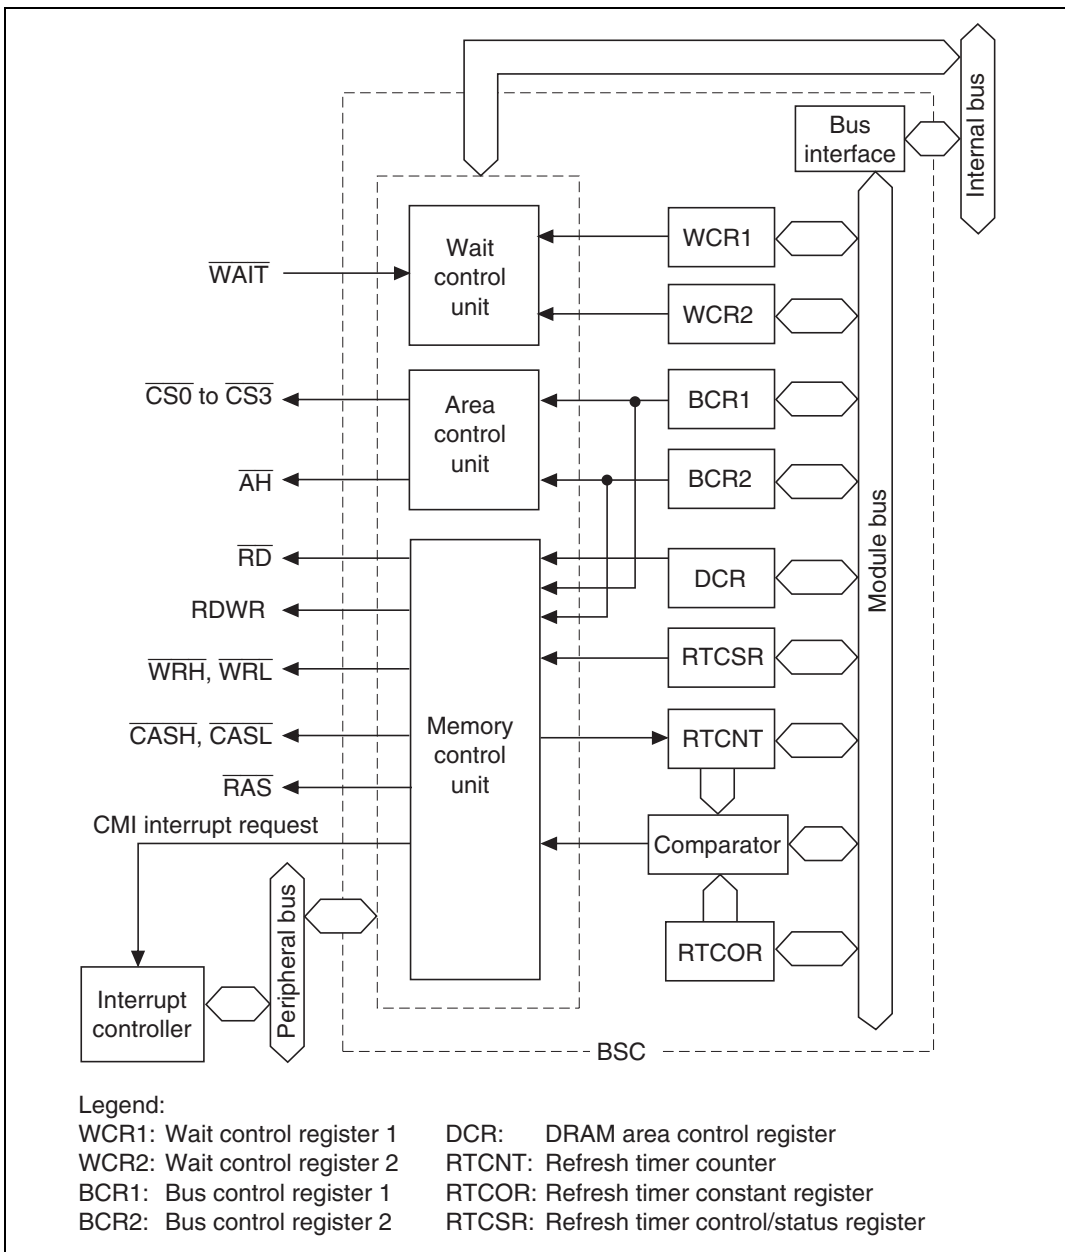 Internal bus
Bus
interface
Wait
control
unit
WCR1
WAIT
WCR2
CS0 to CS3
Area
control
unit
BCR1
AH
BCR2
Module bus
RD
DCR
RDWR
WRH, WRL
RTCSR
CASH, CASL
Memory
control
unit
RTCNT
RAS
CMI interrupt request
Comparator
Peripheral bus
RTCOR
Interrupt
controller
BSC
Legend:
WCR1: Wait control register 1
WCR2: Wait control register 2
BCR1: Bus control register 1
BCR2: Bus control register 2
DCR: DRAM area control register
RTCNT: Refresh timer counter
RTCOR: Refresh timer constant register
RTCSR: Refresh timer control/status register